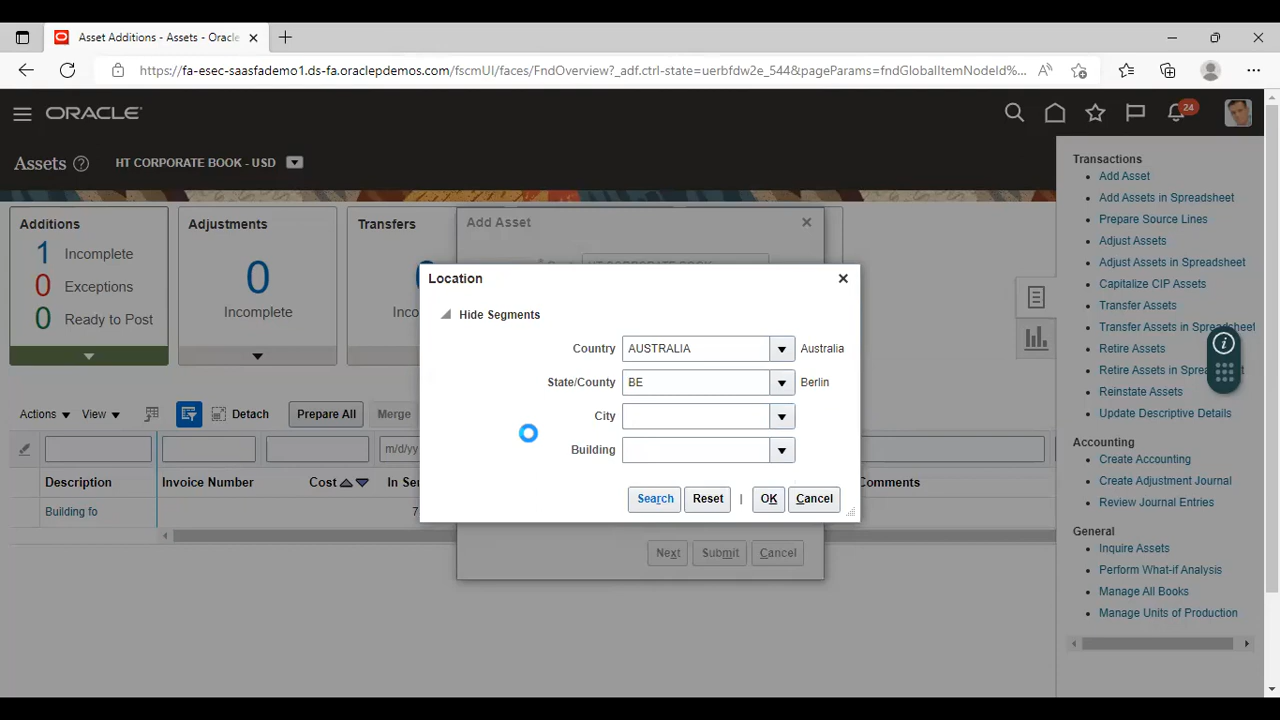 Asset Additions - Assets - Oracle
https://fa-esec-saasfademo1.ds-fa.oraclepdemos.com/fscmUI/faces/FndOverview?_adf.ctrl-state=uerbfdw2e_544&pageParams=fndGlobalItemNodeId%...
ORACLE
24
Assets
HT CORPORATE BOOK - USD
Additions
1 Incomplete
0 Exceptions
0 Ready to Post
Adjustments
0
Incomplete
Transfers
Inco
Add Asset
HT CORPORATE BOOK
Location
Hide Segments
Country AUSTRALIA Australia
State/County BE Berlin
City
Building
Search Reset | OK Cancel
Next Submit Cancel
Actions View Detach Prepare All Merge
m/d/yy
Description Invoice Number Cost In Ser Comments
Building fo 7
Transactions
Add Asset
Add Assets in Spreadsheet
Prepare Source Lines
Adjust Assets
Adjust Assets in Spreadsheet
Capitalize CIP Assets
Transfer Assets
Transfer Assets in Spreadsheet
Retire Assets
Retire Assets in Spre
Reinstate Assets
Update Descriptive Details
Accounting
Create Accounting
Create Adjustment Journal
Review Journal Entries
General
Inquire Assets
Perform What-if Analysis
Manage All Books
Manage Units of Production